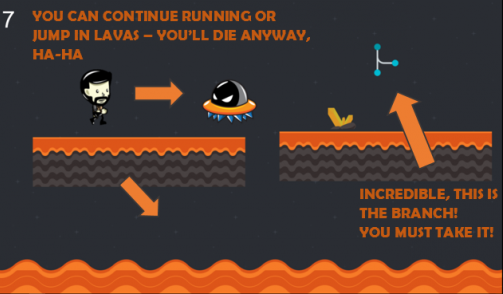 7
YOU CAN CONTINUE RUNNING OR
JUMP IN LAVAS – YOU'LL DIE ANYWAY,
HA-HA
INCREDIBLE, THIS IS
THE BRANCH!
YOU MUST TAKE IT!